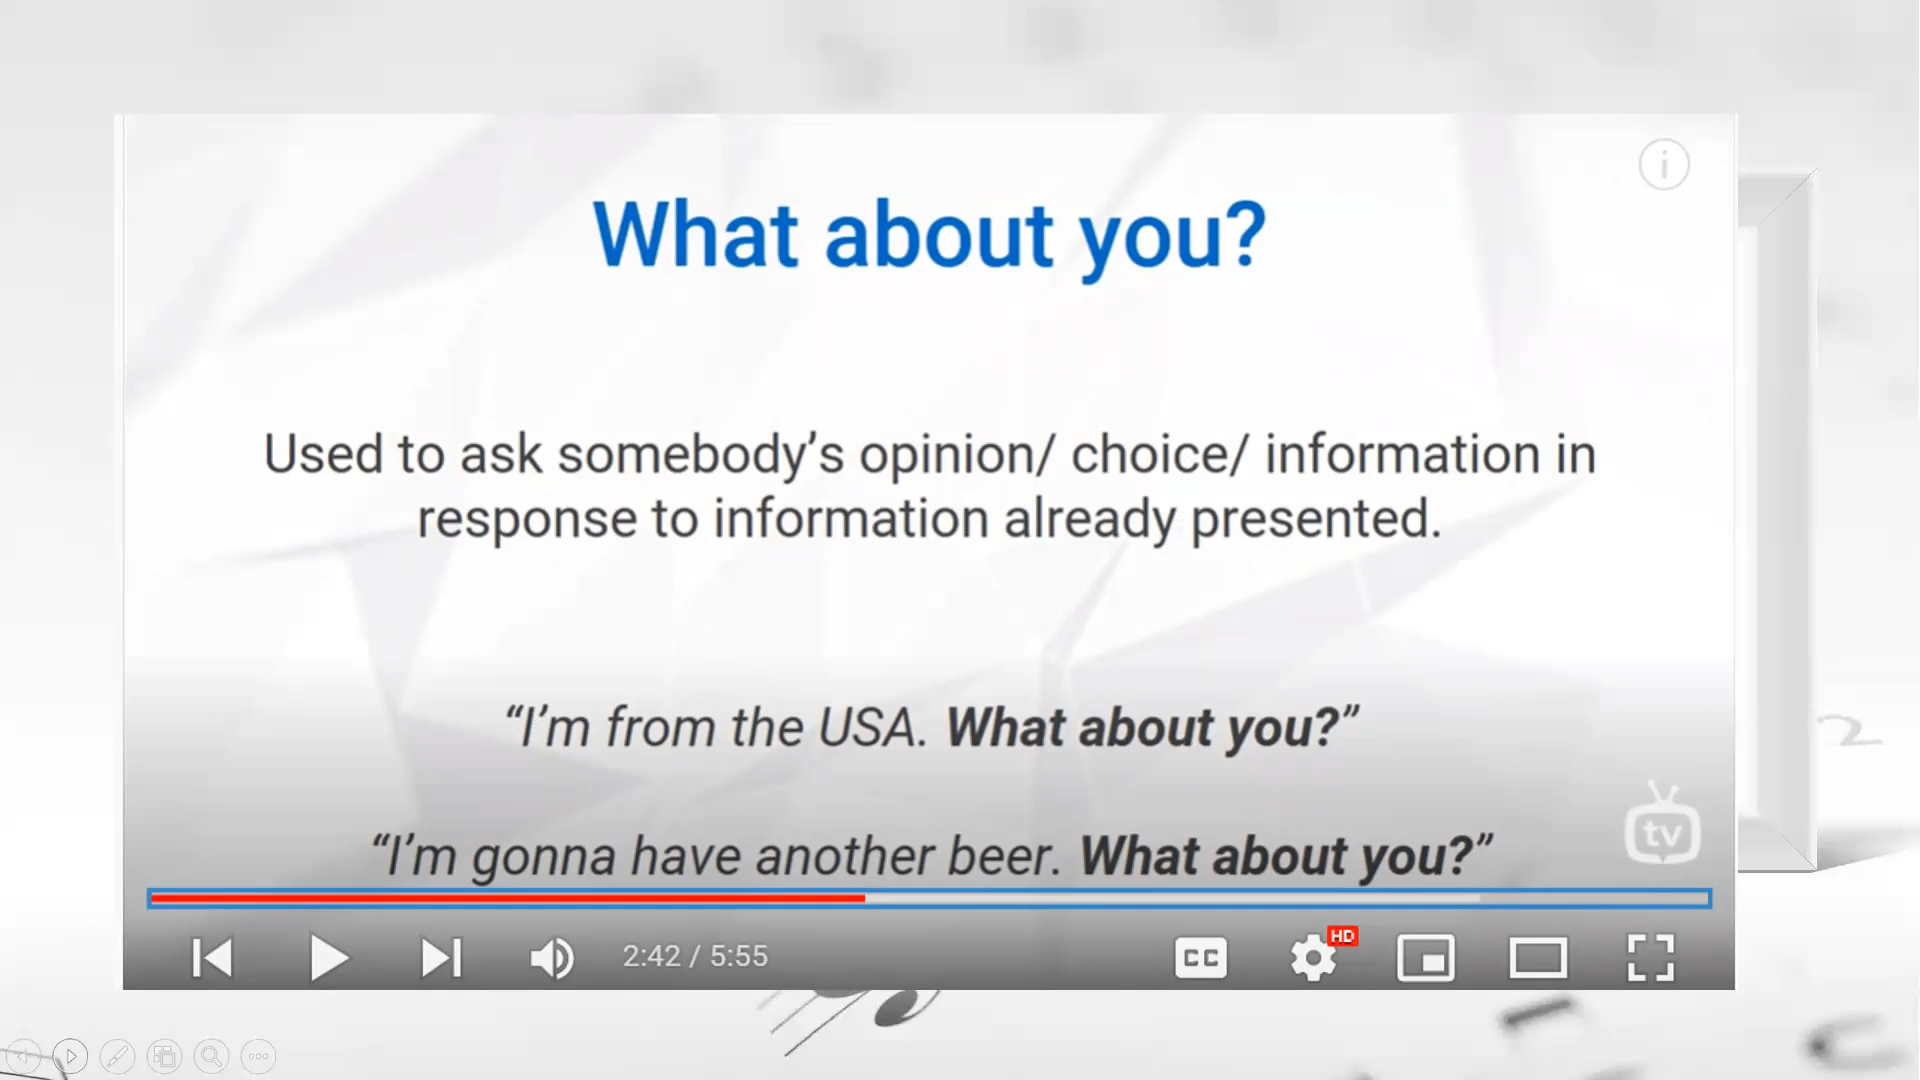 What about you?
Used to ask somebody’s opinion/ choice/ information in
response to information already presented.
“I’m from the USA. What about you?”
tv
“I’m gonna have another beer. What about you?”
2:42 / 5:55
CC
HD